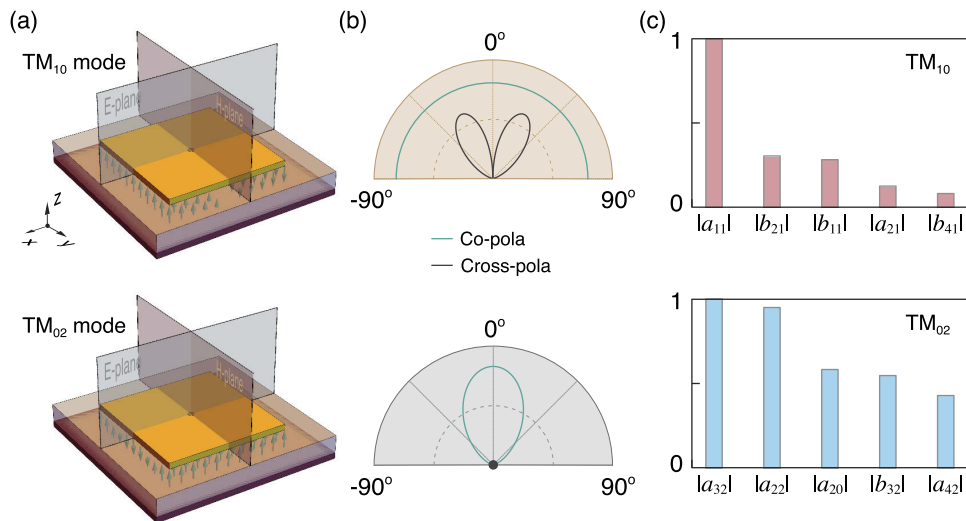 (a)
TM₁₀ mode
E-plane
H-plane
z
x
y
TM₀₂ mode
E-plane
H-plane
(b)
0°
-90°
90°
Co-pola
Cross-pola
0°
-90°
90°
(c)
1
TM₁₀
0
|a₁₁| |b₂₁| |b₁₁| |a₂₁| |b₄₁|
1
TM₀₂
0
|a₃₂| |a₂₂| |a₂₀| |b₃₂| |a₄₂|